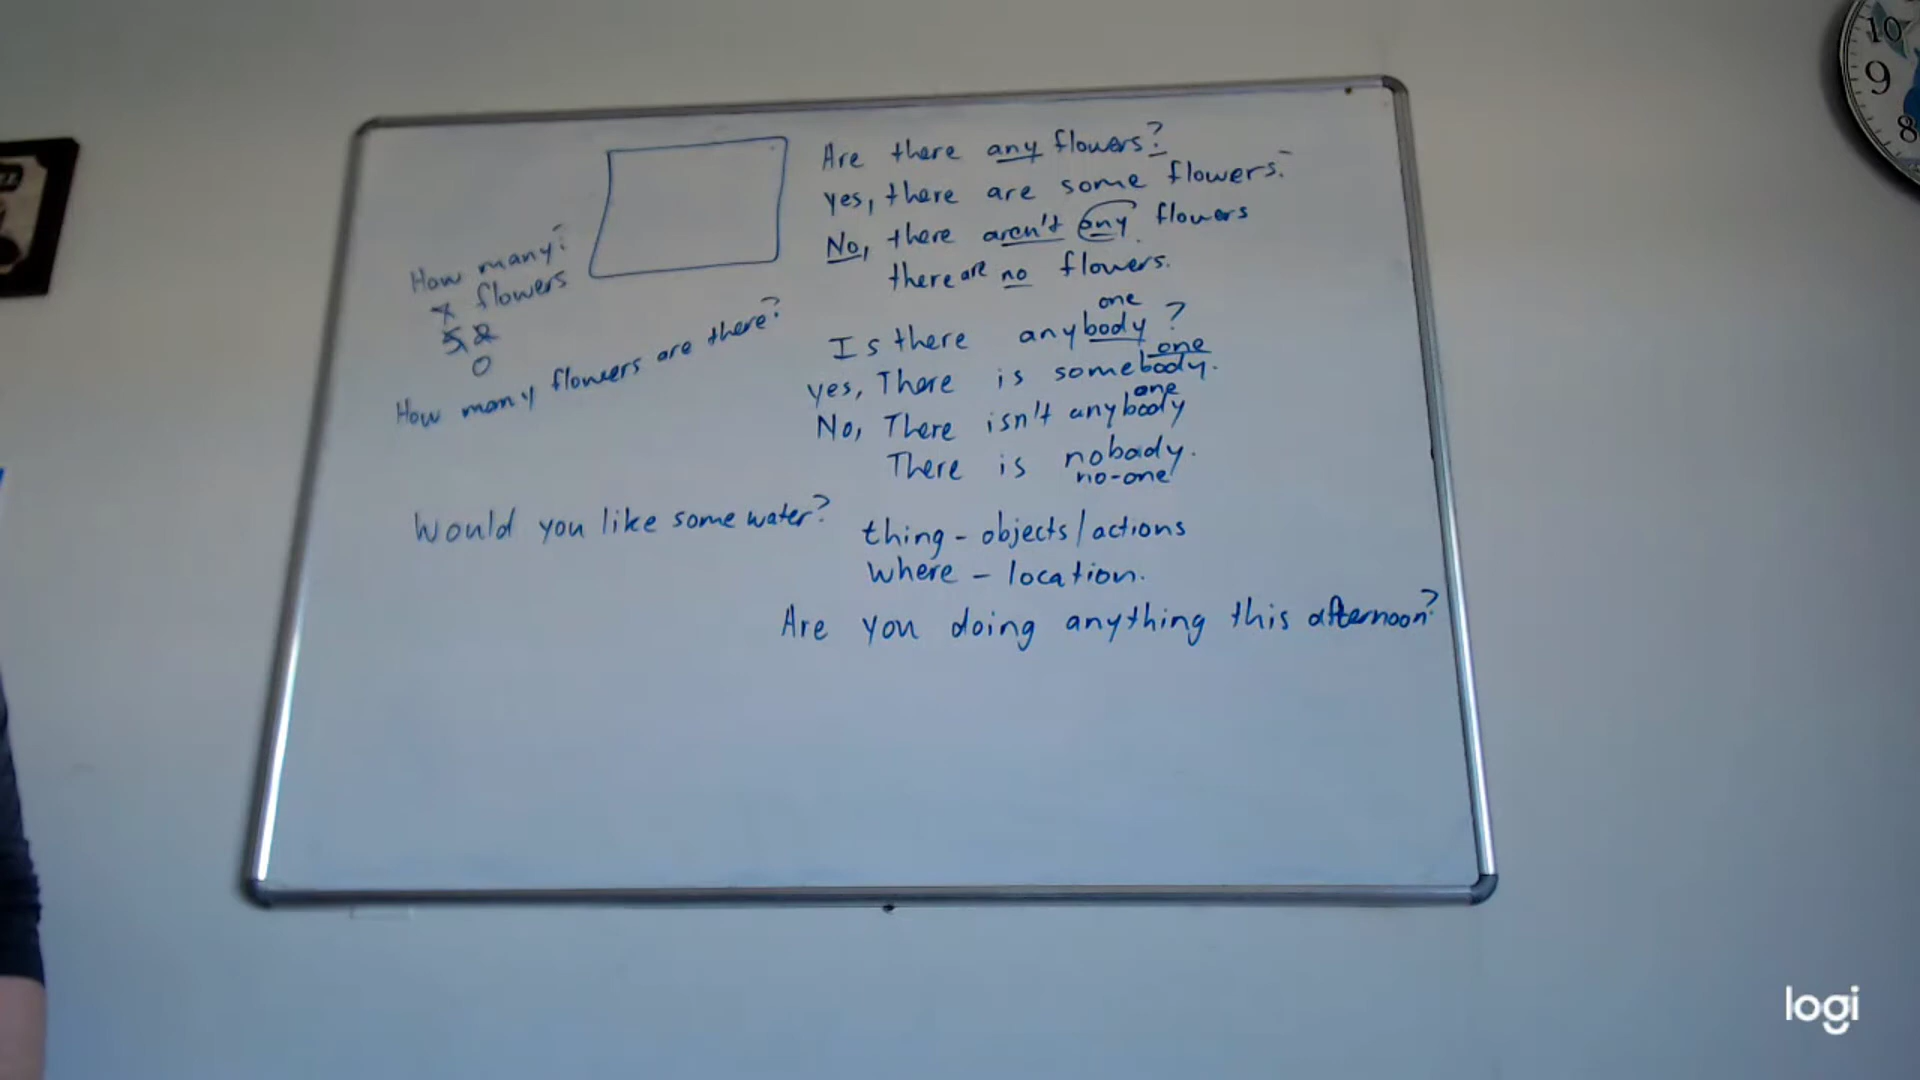 Are there any flowers?
yes, there are some flowers.
No, there aren't any flowers
there are no flowers.
How many?
flowers
0
How many flowers are there?
one
Is there anybody?
one
yes, There is somebody.
one
No, There isn't anybody
There is nobody.
no-one
Would you like some water?
thing - objects/actions
where - location.
Are you doing anything this afternoon?
10
9
8
logi